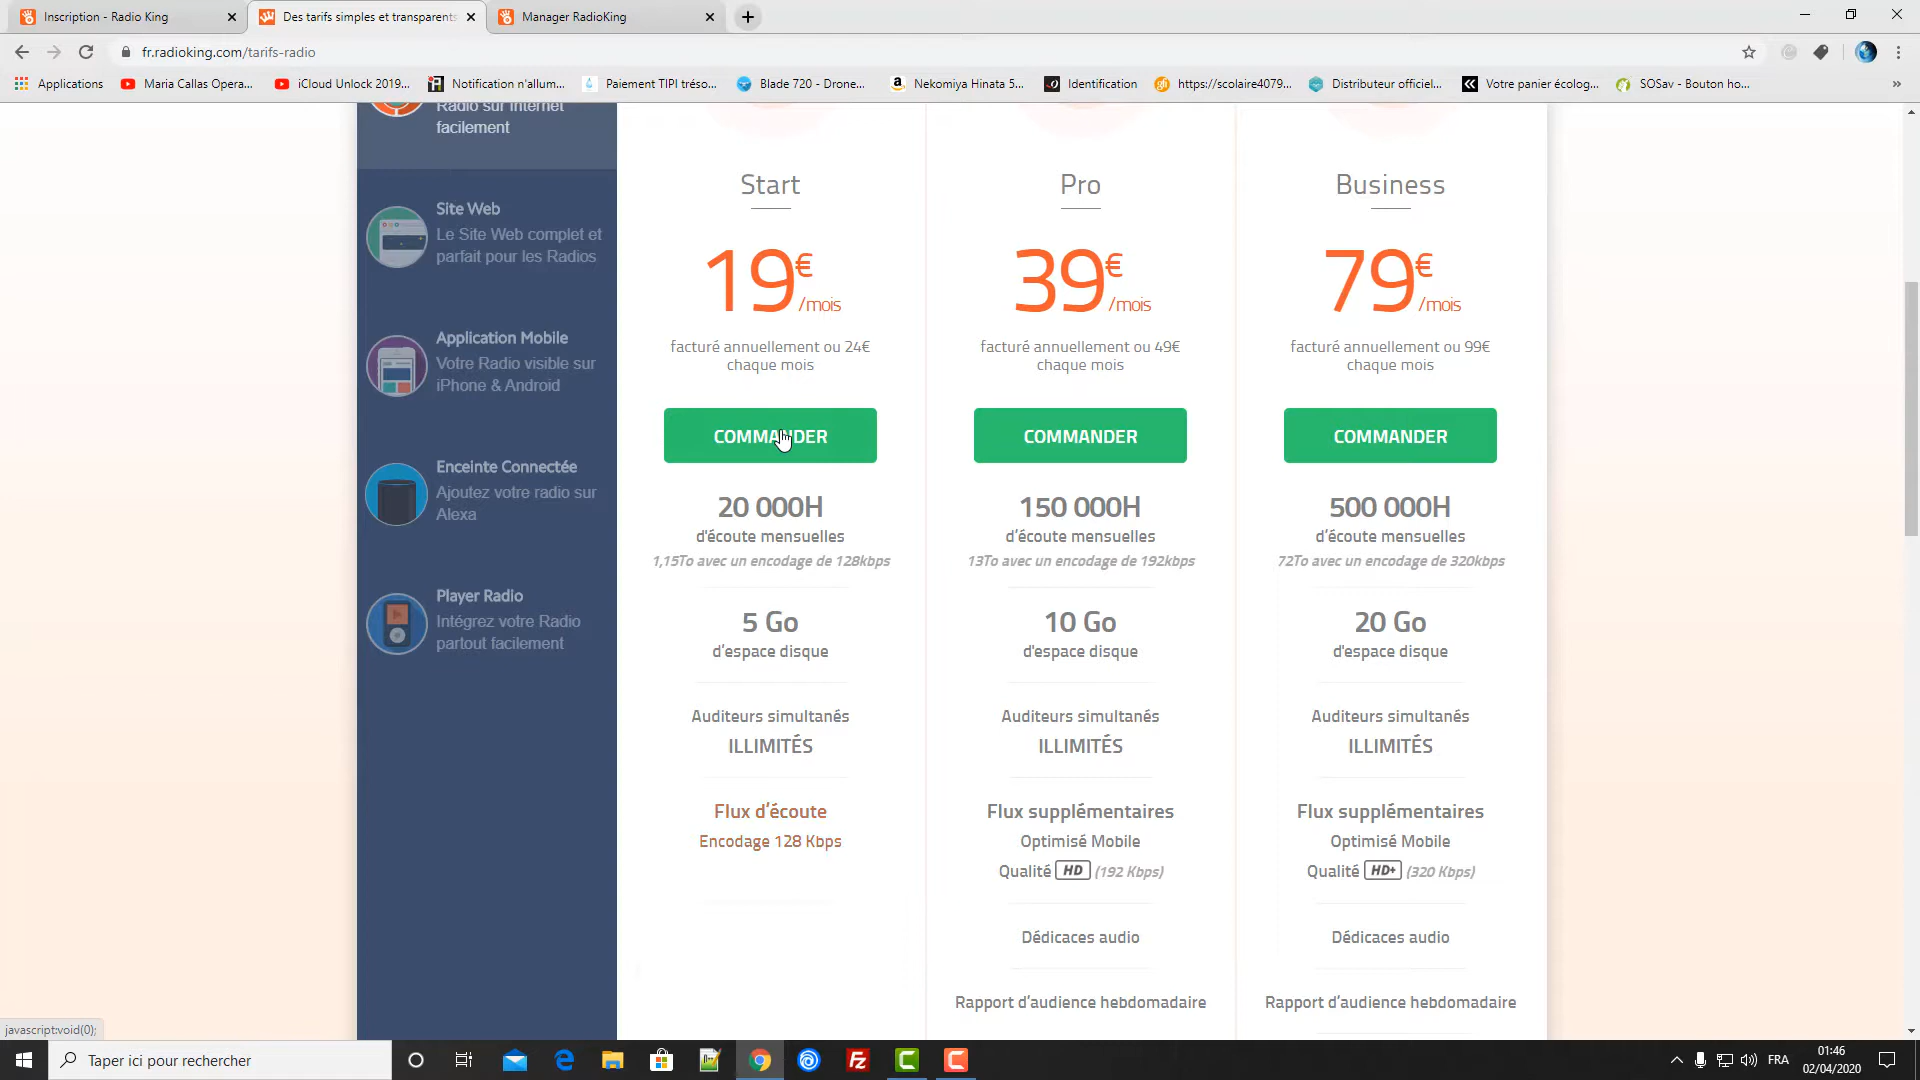 Inscription - Radio King
Des tarifs simples et transparents
Manager RadioKing
fr.radioking.com/tarifs-radio
Applications
Maria Callas Opera...
iCloud Unlock 2019...
Notification n'allum...
Paiement TIPI tréso...
Blade 720 - Drone...
Nekomiya Hinata 5...
Identification
https://scolaire4079...
Distributeur officiel...
Votre panier écolog...
SOSav - Bouton ho...
»
Radio sur Internet
facilement
Site Web
Le Site Web complet et
parfait pour les Radios
Application Mobile
Votre Radio visible sur
iPhone & Android
Enceinte Connectée
Ajoutez votre radio sur
Alexa
Player Radio
Intégrez votre Radio
partout facilement
Start
19€
/mois
facturé annuellement ou 24€
chaque mois
COMMANDER
20 000H
d'écoute mensuelles
1,15To avec un encodage de 128kbps
5 Go
d'espace disque
Auditeurs simultanés
ILLIMITÉS
Flux d'écoute
Encodage 128 Kbps
Pro
39€
/mois
facturé annuellement ou 49€
chaque mois
COMMANDER
150 000H
d'écoute mensuelles
13To avec un encodage de 192kbps
10 Go
d'espace disque
Auditeurs simultanés
ILLIMITÉS
Flux supplémentaires
Optimisé Mobile
Qualité HD (192 Kbps)
Dédicaces audio
Rapport d'audience hebdomadaire
Business
79€
/mois
facturé annuellement ou 99€
chaque mois
COMMANDER
500 000H
d'écoute mensuelles
72To avec un encodage de 320kbps
20 Go
d'espace disque
Auditeurs simultanés
ILLIMITÉS
Flux supplémentaires
Optimisé Mobile
Qualité HD+ (320 Kbps)
Dédicaces audio
Rapport d'audience hebdomadaire
javascript:void(0);
Taper ici pour rechercher
FRA
01:46
02/04/2020